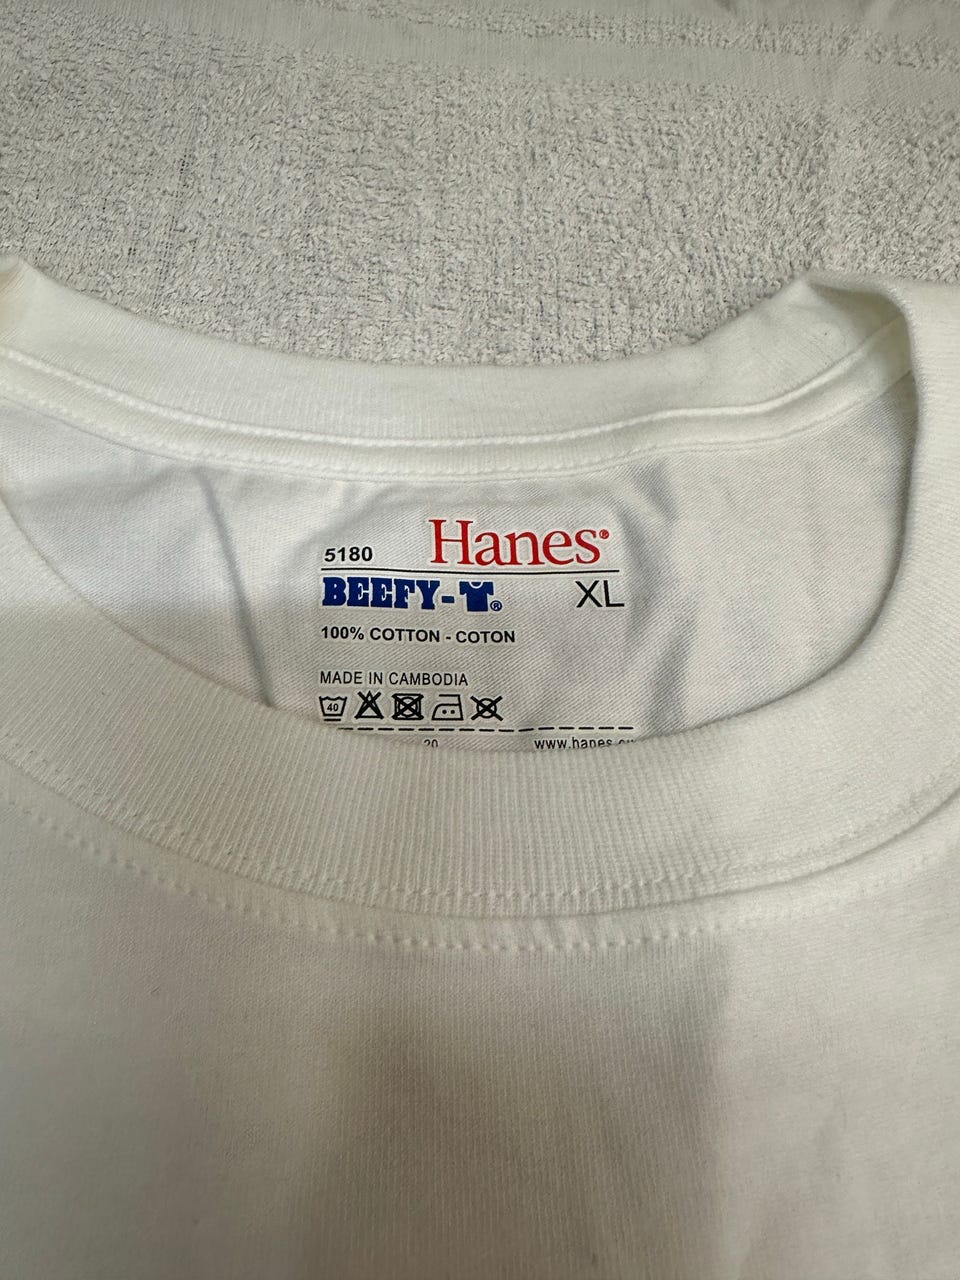 5180 Hanes®
BEEFY-T® XL
100% COTTON - COTON
MADE IN CAMBODIA
40
20 www.hanes.